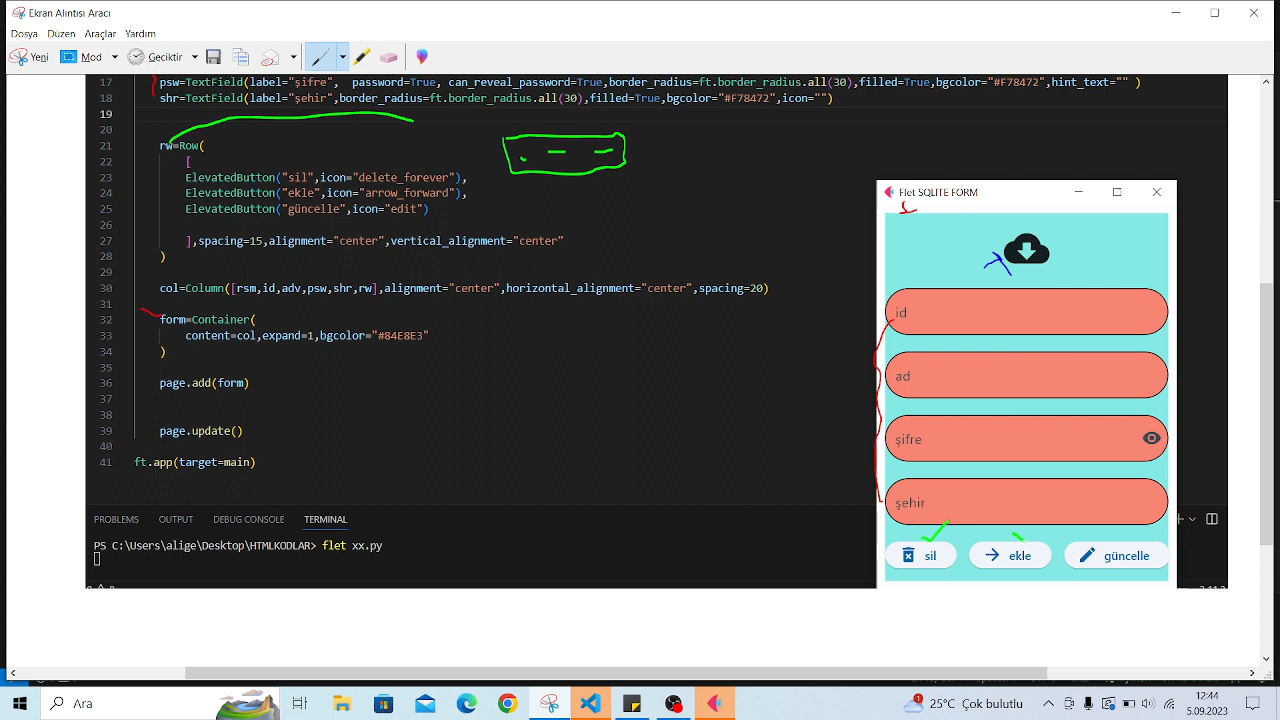 Ekran Alıntısı Aracı
Dosya Düzen Araçlar Yardım
Yeni Mod Geciktir
17 psw=TextField(label="şifre", password=True, can_reveal_password=True,border_radius=ft.border_radius.all(30),filled=True,bgcolor="#F78472",hint_text="" )
18 shr=TextField(label="şehir",border_radius=ft.border_radius.all(30),filled=True,bgcolor="#F78472",icon="")
19
20
21 rw=Row(
22 [
23 ElevatedButton("sil",icon="delete_forever"),
24 ElevatedButton("ekle",icon="arrow_forward"),
25 ElevatedButton("güncelle",icon="edit")
26
27 ],spacing=15,alignment="center",vertical_alignment="center"
28 )
29
30 col=Column([rsm,id,adv,psw,shr,rw],alignment="center",horizontal_alignment="center",spacing=20)
31
32 form=Container(
33 content=col,expand=1,bgcolor="#84E8E3"
34 )
35
36 page.add(form)
37
38
39 page.update()
40
41 ft.app(target=main)
PROBLEMS OUTPUT DEBUG CONSOLE TERMINAL
PS C:\Users\alige\Desktop\HTMLKODLAR> flet xx.py
Flet SQLITE FORM
id
ad
şifre
şehir
sil ekle güncelle
Ara
1
25°C Çok bulutlu
12:44
5.09.2023